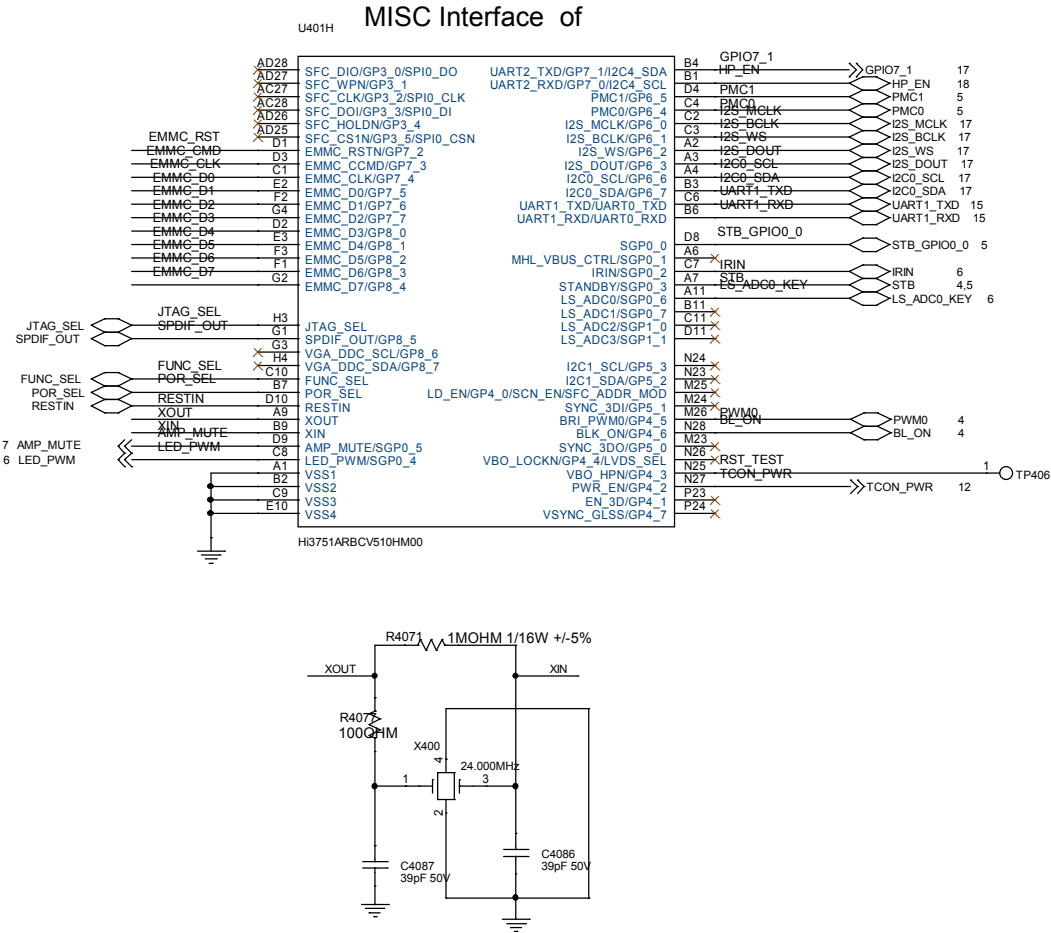 MISC Interface of
U401H
AD28 SFC_DIO/GP3_0/SPI0_DO
AD27 SFC_WPN/GP3_1
AC27 SFC_CLK/GP3_2/SPI0_CLK
AC28 SFC_DOI/GP3_3/SPI0_DI
AD26 SFC_HOLDN/GP3_4
AD25 SFC_CS1N/GP3_5/SPI0_CSN
EMMC_RST D1 EMMC_RSTN/GP7_2
EMMC_CMD D3 EMMC_CCMD/GP7_3
EMMC_CLK C1 EMMC_CLK/GP7_4
EMMC_D0 E2 EMMC_D0/GP7_5
EMMC_D1 F2 EMMC_D1/GP7_6
EMMC_D2 G4 EMMC_D2/GP7_7
EMMC_D3 D2 EMMC_D3/GP8_0
EMMC_D4 E3 EMMC_D4/GP8_1
EMMC_D5 F3 EMMC_D5/GP8_2
EMMC_D6 F1 EMMC_D6/GP8_3
EMMC_D7 G2 EMMC_D7/GP8_4
JTAG_SEL JTAG_SEL H3 JTAG_SEL
SPDIF_OUT SPDIF_OUT G1 SPDIF_OUT/GP8_5
G3 VGA_DDC_SCL/GP8_6
H4 VGA_DDC_SDA/GP8_7
FUNC_SEL FUNC_SEL C10 FUNC_SEL
POR_SEL POR_SEL B7 POR_SEL
RESTIN RESTIN D10 RESTIN
XOUT A9 XOUT
XIN B9 XIN
7 AMP_MUTE AMP_MUTE D9 AMP_MUTE/SGP0_5
6 LED_PWM LED_PWM C8 LED_PWM/SGP0_4
A1 VSS1
B2 VSS2
C9 VSS3
E10 VSS4
UART2_TXD/GP7_1/I2C4_SDA B4 GPIO7_1 GPIO7_1 17
UART2_RXD/GP7_0/I2C4_SCL B1 HP_EN HP_EN 18
PMC1/GP6_5 D4 PMC1 PMC1 5
PMC0/GP6_4 C4 PMC0 PMC0 5
I2S_MCLK/GP6_0 C2 I2S_MCLK I2S_MCLK 17
I2S_BCLK/GP6_1 C3 I2S_BCLK I2S_BCLK 17
I2S_WS/GP6_2 A2 I2S_WS I2S_WS 17
I2S_DOUT/GP6_3 A3 I2S_DOUT I2S_DOUT 17
I2C0_SCL/GP6_6 A4 I2C0_SCL I2C0_SCL 17
I2C0_SDA/GP6_7 B3 I2C0_SDA I2C0_SDA 17
UART1_TXD/UART0_TXD C6 UART1_TXD UART1_TXD 15
UART1_RXD/UART0_RXD B6 UART1_RXD UART1_RXD 15
SGP0_0 D8 STB_GPIO0_0 STB_GPIO0_0 5
MHL_VBUS_CTRL/SGP0_1 A6
IRIN/SGP0_2 C7 IRIN IRIN 6
STANDBY/SGP0_3 A7 STB STB 4,5
LS_ADC0/SGP0_6 A11 LS_ADC0_KEY LS_ADC0_KEY 6
LS_ADC1/SGP0_7 B11
LS_ADC2/SGP1_0 C11
LS_ADC3/SGP1_1 D11
I2C1_SCL/GP5_3 N24
I2C1_SDA/GP5_2 N23
LD_EN/GP4_0/SCN_EN/SFC_ADDR_MOD M25
SYNC_3DI/GP5_1 M24
BRI_PWM0/GP4_5 M26 PWM0 PWM0 4
BLK_ON/GP4_6 N28 BL_ON BL_ON 4
SYNC_3DO/GP5_0 M23
VBO_LOCKN/GP4_4/LVDS_SEL N26
VBO_HPN/GP4_3 N25 RST_TEST 1 TP406
PWR_EN/GP4_2 N27 TCON_PWR TCON_PWR 12
EN_3D/GP4_1 P23
VSYNC_GLSS/GP4_7 P24
Hi3751ARBCV510HM00
R4071 1MOHM 1/16W +/-5%
XOUT XIN
R4077
100OHM
X400
4
24.000MHz
1 3
2
C4087
39pF 50V
C4086
39pF 50V